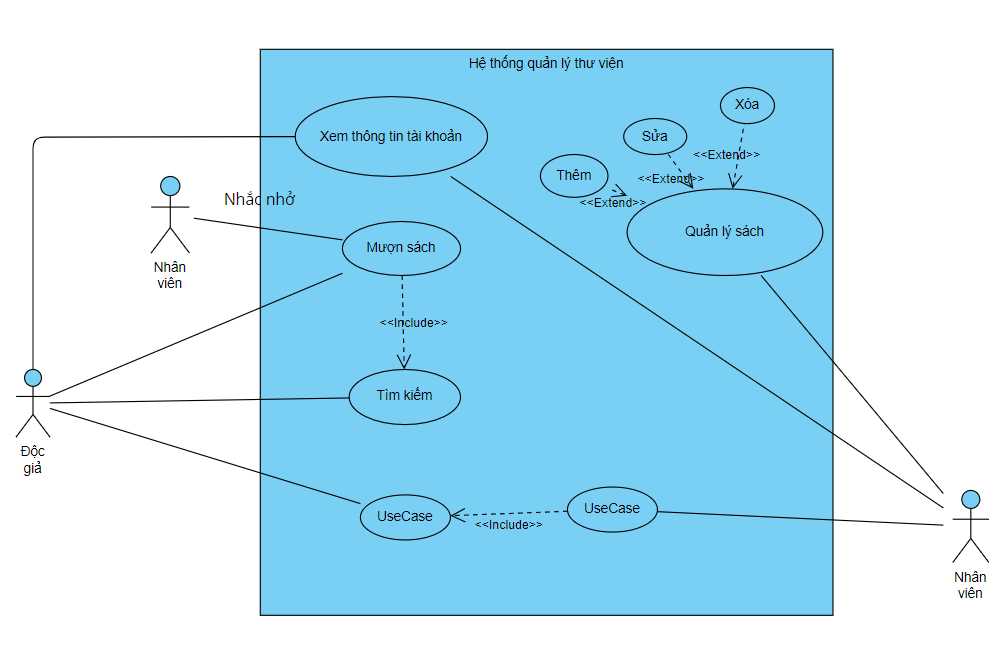 Hệ thống quản lý thư viện
Xóa
Xem thông tin tài khoản
Sửa
<<Extend>>
Thêm
<<Extend>>
<<Extend>>
Nhắc nhở
Quản lý sách
Mượn sách
Nhân
viên
<<Include>>
Tìm kiếm
Độc
giả
UseCase
UseCase
<<Include>>
Nhân
viên